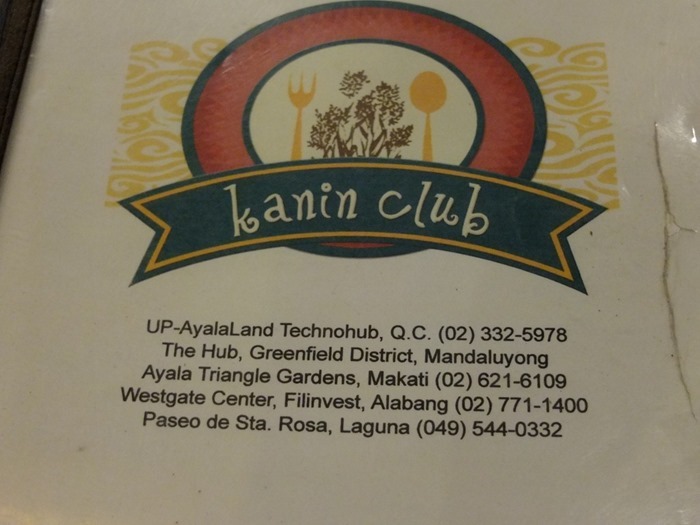 kanin club
UP-AyalaLand Technohub, Q.C. (02) 332-5978
The Hub, Greenfield District, Mandaluyong
Ayala Triangle Gardens, Makati (02) 621-6109
Westgate Center, Filinvest, Alabang (02) 771-1400
Paseo de Sta. Rosa, Laguna (049) 544-0332